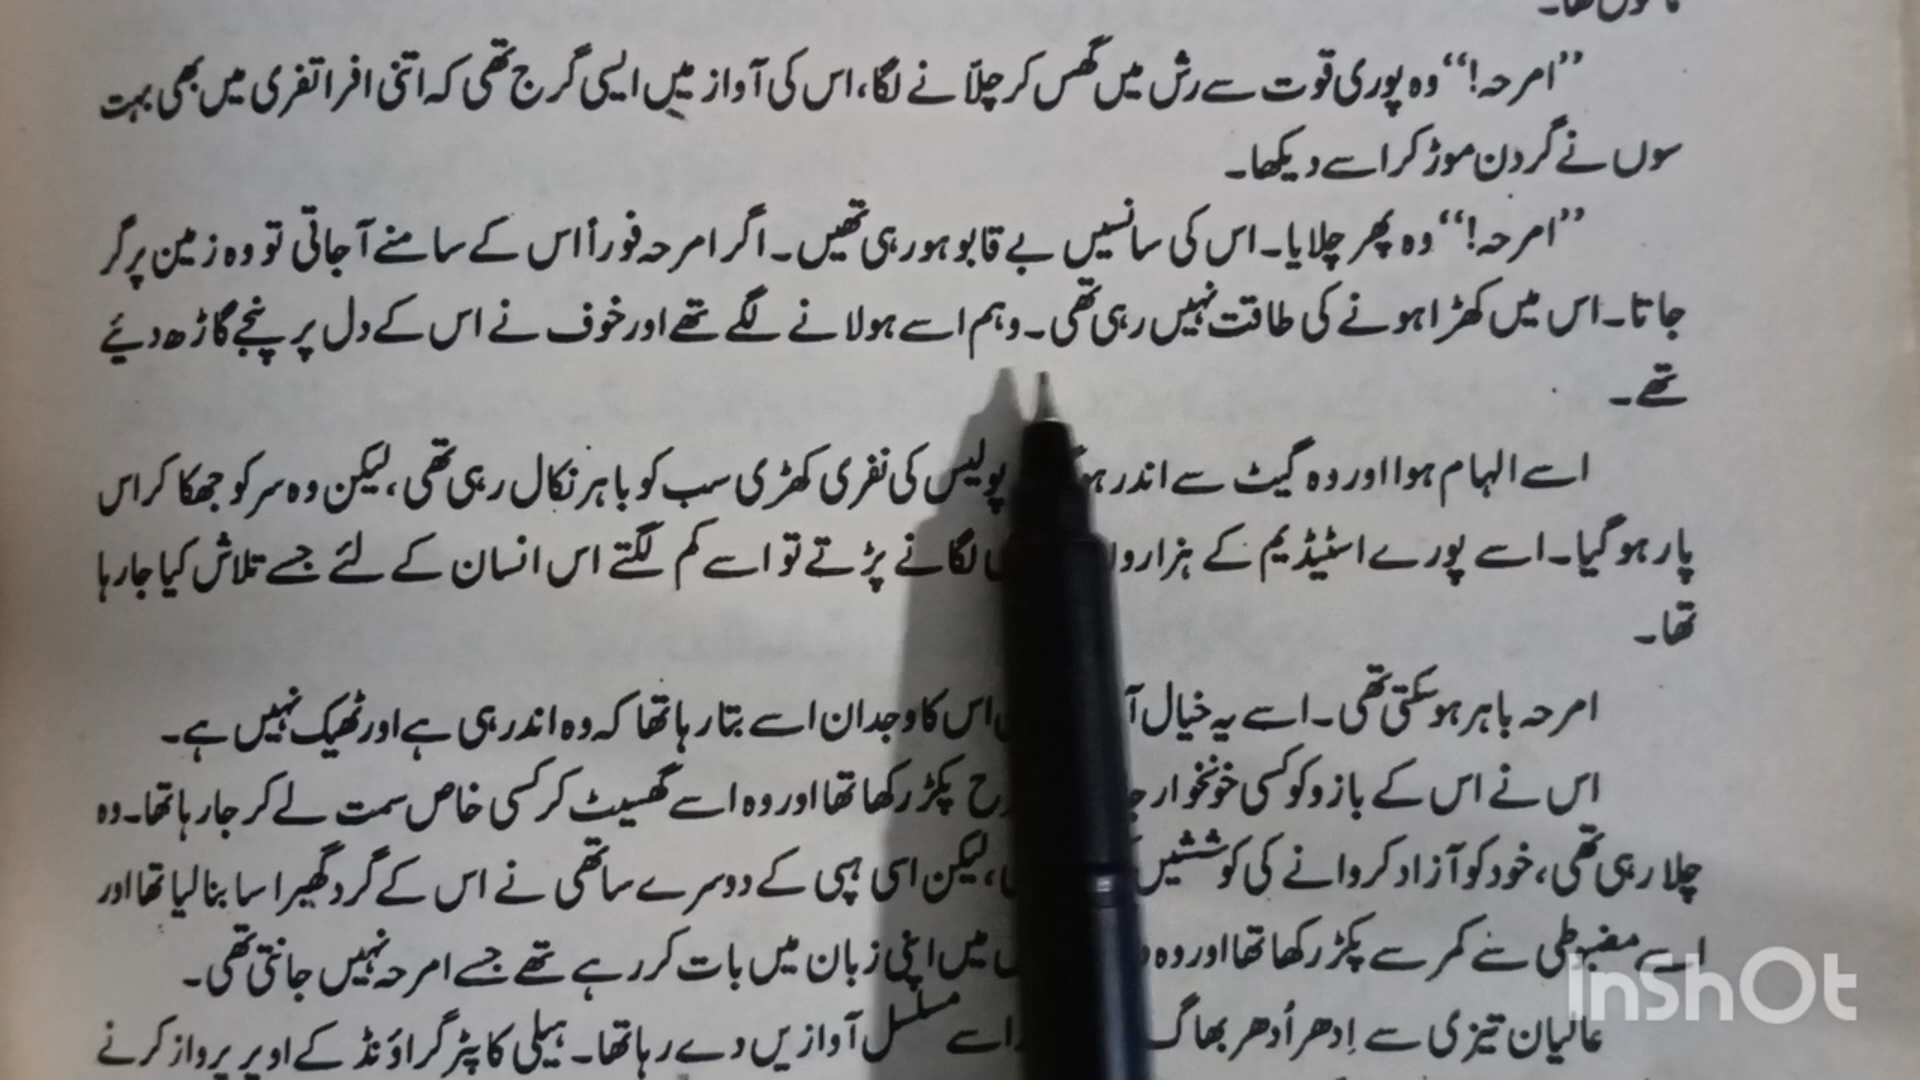 ”امرحہ!“ وہ پوری قوت سے رش میں گھس کر چلاّنے لگا، اس کی آواز میں ایسی گرج تھی کہ اتنی افراتفری میں بھی بہت
سوں نے گردن موڑ کر اسے دیکھا۔
”امرحہ!“ وہ پھر چلایا۔ اس کی سانسیں بے قابو ہو رہی تھیں۔ اگر امرحہ فوراً اس کے سامنے آ جاتی تو وہ زمین پر گر
جاتا۔ اس میں کھڑا ہونے کی طاقت نہیں رہی تھی۔ وہم اسے ہولانے لگے تھے اور خوف نے اس کے دل پر پنجے گاڑھ دیئے
تھے۔
اسے الہام ہوا اور وہ گیٹ سے اندر پولیس کی نفری کھڑی سب کو باہر نکال رہی تھی، لیکن وہ سر کو جھکا کر اس
پار ہو گیا۔ اسے پورے اسٹیڈیم کے لگانے پڑتے تو اسے کم لگتے اس انسان کے لئے جسے تلاش کیا جا رہا
تھا۔
امرحہ باہر ہو سکتی تھی۔ اسے یہ خیال اس کا وجدان اسے بتا رہا تھا کہ وہ اندر ہی ہے اور ٹھیک نہیں ہے۔
اس نے اس کے بازو کو کسی خونخوار پکڑ رکھا تھا اور وہ اسے گھسیٹ کر کسی خاص سمت لے کر جا رہا تھا۔ وہ
چلا رہی تھی، خود کو آزاد کروانے کی کوششیں لیکن اسی ہپی کے دوسرے ساتھی نے اس کے گرد گھیرا سا بنا لیا تھا اور
اسے مضبوطی سے کمر سے پکڑ رکھا تھا اور وہ میں اپنی زبان میں بات کر رہے تھے جسے امرحہ نہیں جانتی تھی۔
عالیان تیزی سے اِدھر اُدھر بھاگ اسے مسلسل آوازیں دے رہا تھا۔ ہیلی کاپٹر گراؤنڈ کے اوپر پرواز کرنے
InShOt